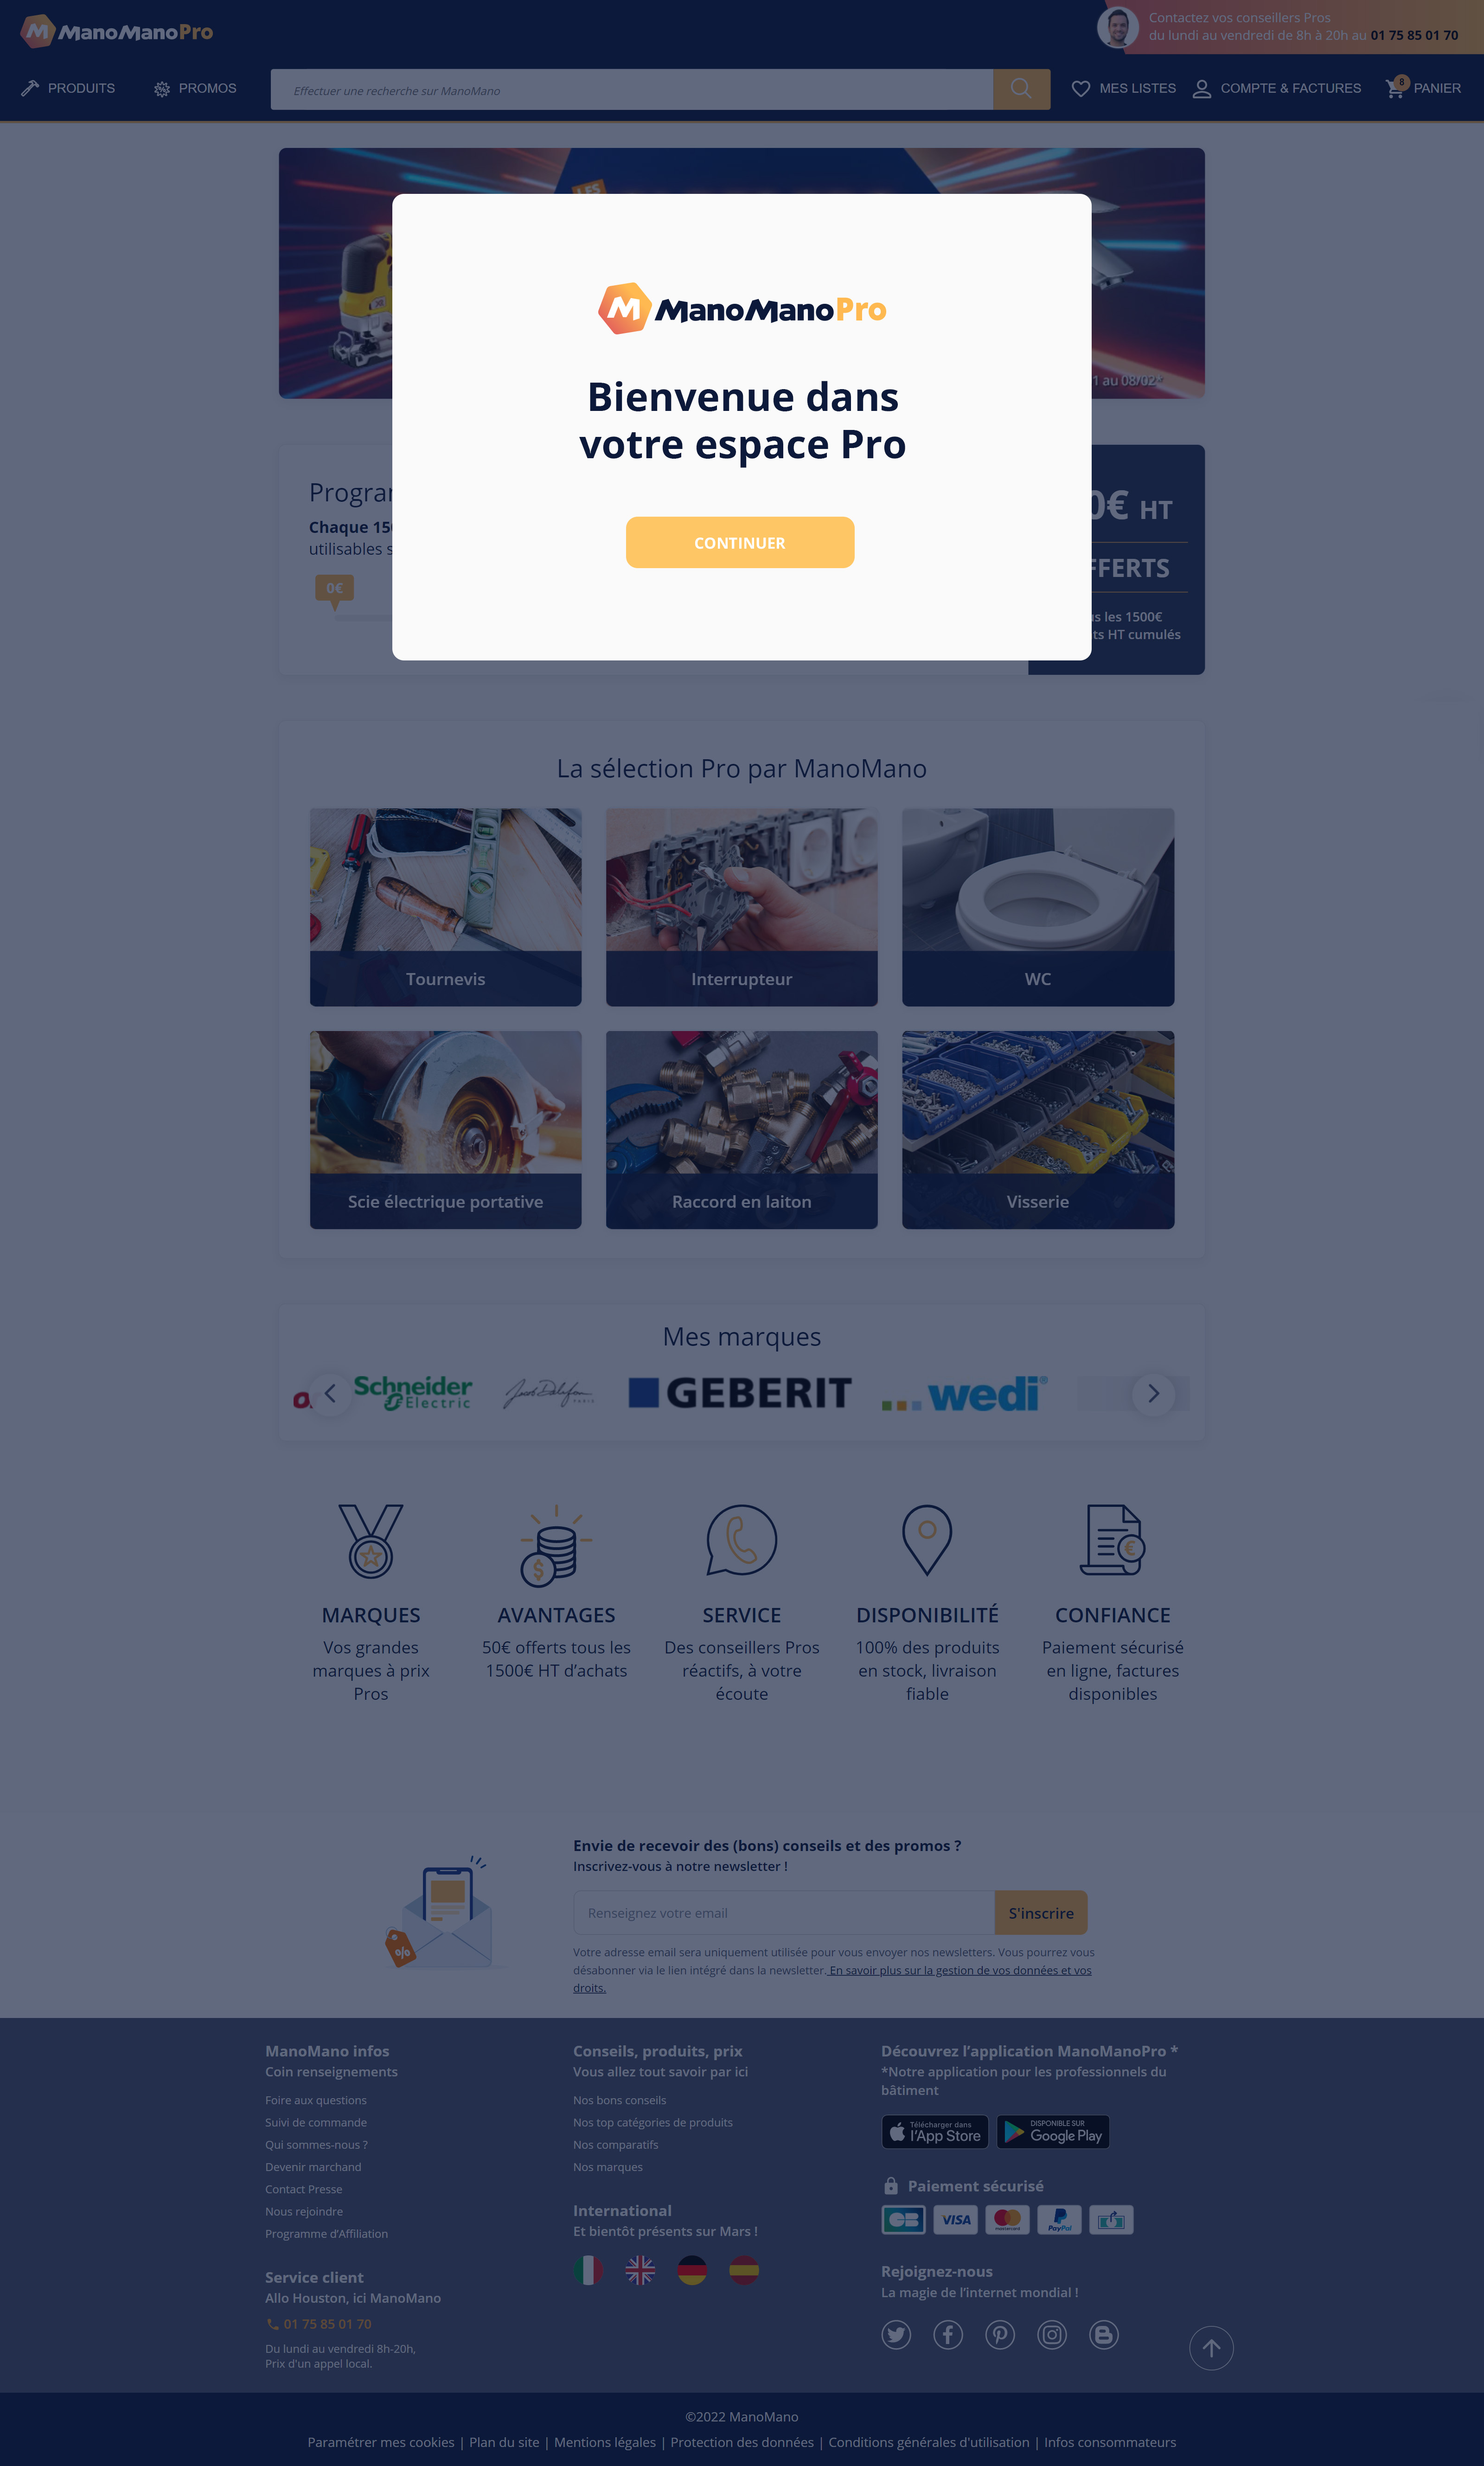 ManoManoPro
Contactez vos conseillers Pros
du lundi au vendredi de 8h à 20h au 01 75 85 01 70
PRODUITS
PROMOS
Effectuer une recherche sur ManoMano
MES LISTES
COMPTE & FACTURES
8
PANIER
LES
ManoManoPro
Bienvenue dans
votre espace Pro
CONTINUER
1 au 08/02*
Chaque
utilisables
0€
0€ HT
les 1500€
HT cumulés
La sélection Pro par ManoMano
Tournevis
Interrupteur
WC
Scie électrique portative
Raccord en laiton
Visserie
Mes marques
Schneider
Electric
Jacob Delafon
PARIS
GEBERIT
wedi®
MARQUES
Vos grandes
marques à prix
Pros
AVANTAGES
50€ offerts tous les
1500€ HT d’achats
SERVICE
Des conseillers Pros
réactifs, à votre
écoute
DISPONIBILITÉ
100% des produits
en stock, livraison
fiable
CONFIANCE
Paiement sécurisé
en ligne, factures
disponibles
Envie de recevoir des (bons) conseils et des promos ?
Inscrivez-vous à notre newsletter !
Renseignez votre email
S'inscrire
Votre adresse email sera uniquement utilisée pour vous envoyer nos newsletters. Vous pourrez vous
désabonner via le lien intégré dans la newsletter. En savoir plus sur la gestion de vos données et vos
droits.
ManoMano infos
Coin renseignements
Foire aux questions
Suivi de commande
Qui sommes-nous ?
Devenir marchand
Contact Presse
Nous rejoindre
Programme d’Affiliation
Service client
Allo Houston, ici ManoMano
01 75 85 01 70
Du lundi au vendredi 8h-20h,
Prix d'un appel local.
Conseils, produits, prix
Vous allez tout savoir par ici
Nos bons conseils
Nos top catégories de produits
Nos comparatifs
Nos marques
International
Et bientôt présents sur Mars !
Découvrez l’application ManoManoPro *
*Notre application pour les professionnels du
bâtiment
Télécharger dans
l’App Store
DISPONIBLE SUR
Google Play
Paiement sécurisé
CB
VISA
mastercard
PayPal
Rejoignez-nous
La magie de l’internet mondial !
©2022 ManoMano
Paramétrer mes cookies | Plan du site | Mentions légales | Protection des données | Conditions générales d'utilisation | Infos consommateurs